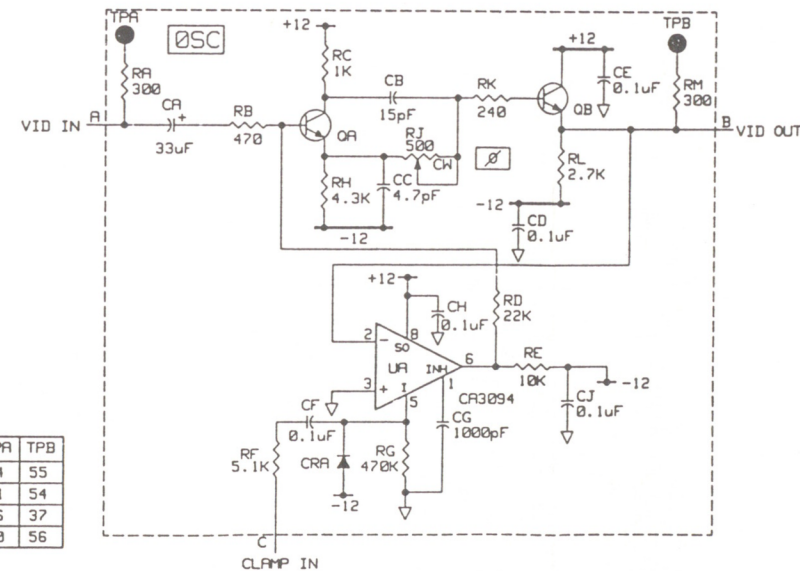 TPA
ØSC
RA
300
A
VID IN
CA
+
33uF
RB
470
+12
RC
1K
QA
CB
15pF
RJ
500
CW
RH
4.3K
CC
4.7pF
-12
Ø
RK
240
+12
QB
CE
0.1uF
TPB
RM
300
B
VID OUT
RL
2.7K
-12
CD
0.1uF
+12
CH
0.1uF
RD
22K
2
-
8
SO
UA
INH
6
3
+
I
5
1
CA3094
RE
10K
-12
CJ
0.1uF
CG
1000pF
CF
0.1uF
RF
5.1K
CRA
-12
RG
470K
C
CLAMP IN
TPB
55
54
37
56